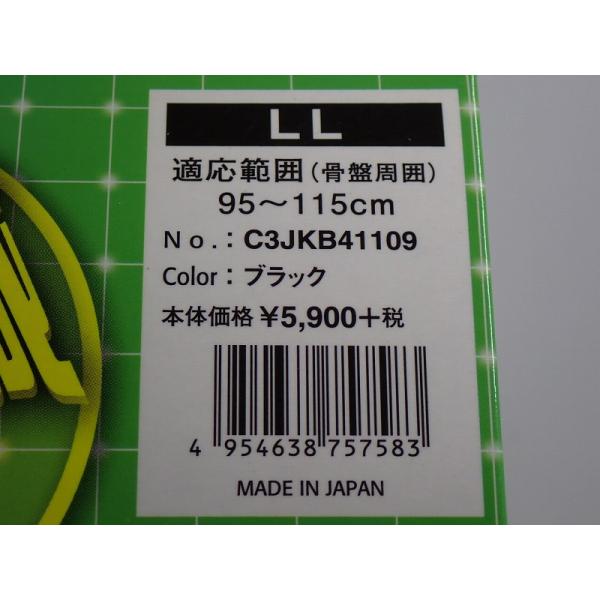 LL
適応範囲(骨盤周囲)
95～115cm
No.：C3JKB41109
Color：ブラック
本体価格 ¥5,900+税
4 954638 757583
MADE IN JAPAN